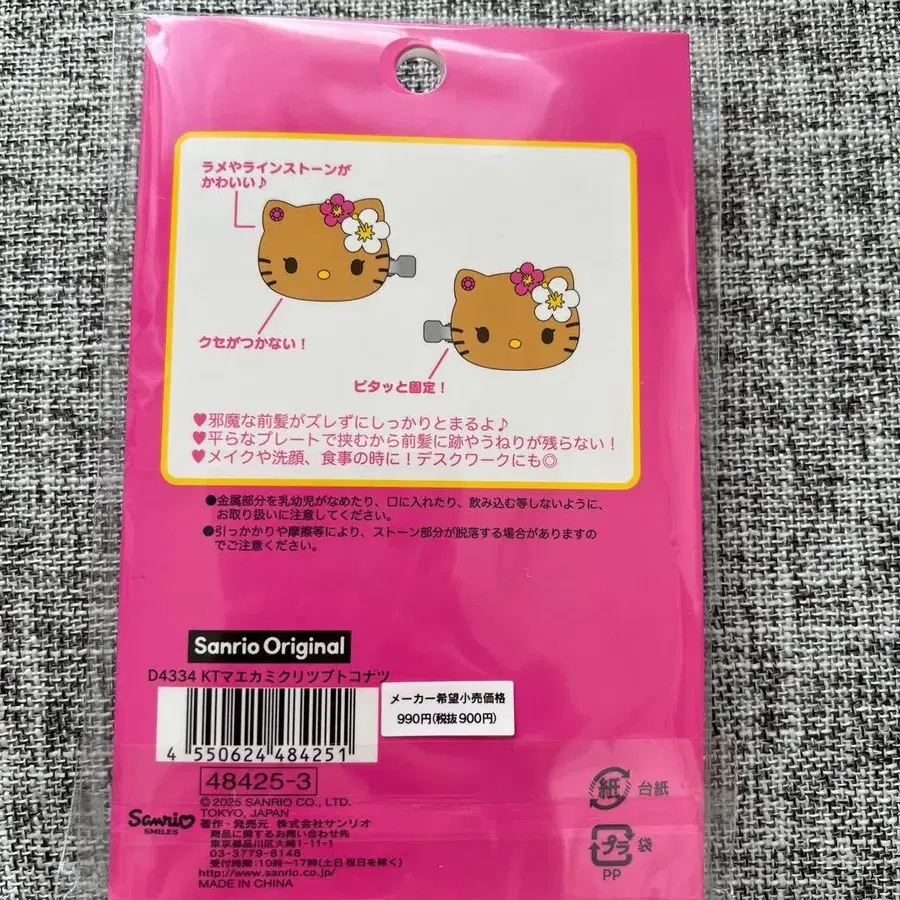 ラメやラインストーンが
かわいい♪
クセがつかない！
ピタッと固定！
♥邪魔な前髪がズレずにしっかりとまるよ♪
♥平らなプレートで挟むから前髪に跡やうねりが残らない！
♥メイクや洗顔、食事の時に！デスクワークにも◎
●金属部分を乳幼児がなめたり、口に入れたり、飲み込む等しないように、
お取り扱いに注意してください。
●引っかかりや摩擦等により、ストーン部分が脱落する場合がありますの
でご注意ください。
Sanrio Original
D4334 KTマエカミクリツプトコナツ
メーカー希望小売価格
990円(税抜900円)
4 550624 484251
48425-3
© 2025 SANRIO CO., LTD.
TOKYO, JAPAN
Sanrio
SMILES
著作・発売元 株式会社サンリオ
商品に関するお問い合わせ先
東京都品川区大崎1-11-1
03-3779-8148
受付時間：10時～17時(土日祝日を除く)
http://www.sanrio.co.jp/
MADE IN CHINA
紙 台紙
プラ 袋
PP